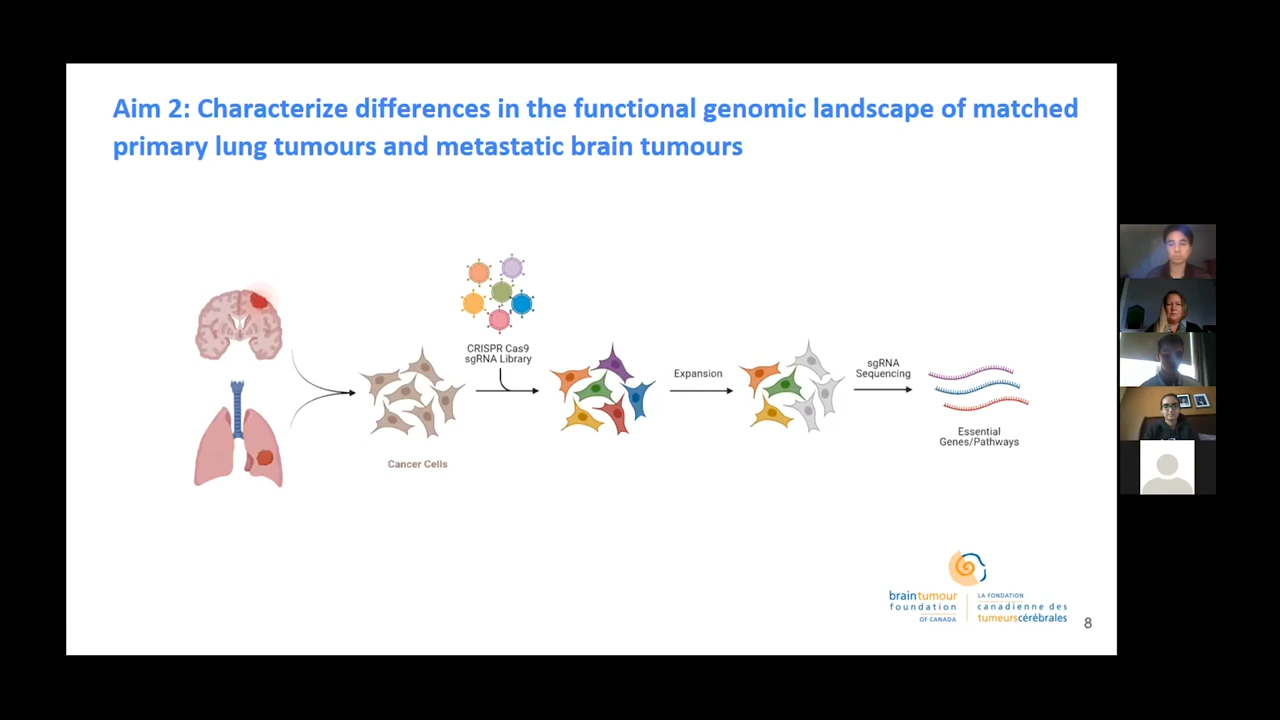 Aim 2: Characterize differences in the functional genomic landscape of matched
primary lung tumours and metastatic brain tumours
CRISPR Cas9
sgRNA Library
Expansion
sgRNA
Sequencing
Cancer Cells
Essential
Genes/Pathways
braintumour
foundation
OF CANADA
LA FONDATION
canadienne des
tumeurscérébrales
8